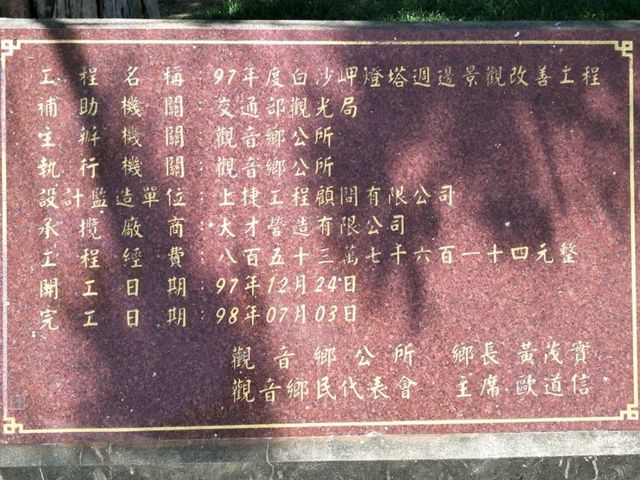 工程名稱:97年度白沙岬燈塔週邊景觀改善工程
補助機關:交通部觀光局
主辦機關:觀音鄉公所
執行機關:觀音鄉公所
設計監造單位:上捷工程顧問有限公司
承攬廠商:大才營造有限公司
工程經費:八百五十三萬七千六百一十四元整
開工日期:97年12月24日
完工日期:98年07月03日
觀音鄉公所 鄉長 黃茂實
觀音鄉民代表會 主席 歐道信